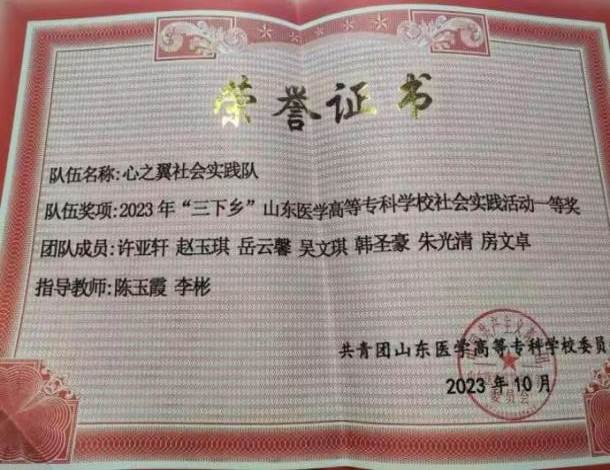 荣誉证书
队伍名称:心之翼社会实践队
队伍奖项:2023年“三下乡”山东医学高等专科学校社会实践活动一等奖
团队成员:许亚轩 赵玉琪 岳云馨 吴文琪 韩圣豪 朱光清 房文卓
指导教师:陈玉霞 李彬
共青团山东医学高等专科学校委员
2023年10月
委员会